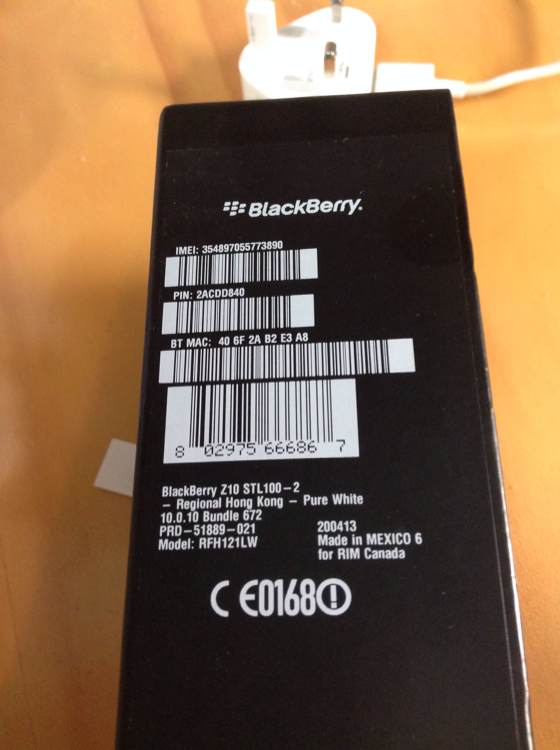 BlackBerry.
IMEI: 354897055773890
PIN: 2ACDD840
BT MAC: 40 6F 2A B2 E3 A8
8 02975 66686 7
BlackBerry Z10 STL100-2
- Regional Hong Kong - Pure White
10.0.10 Bundle 672
PRD-51889-021 200413
Model: RFH121LW Made in MEXICO 6
for RIM Canada
CE0168